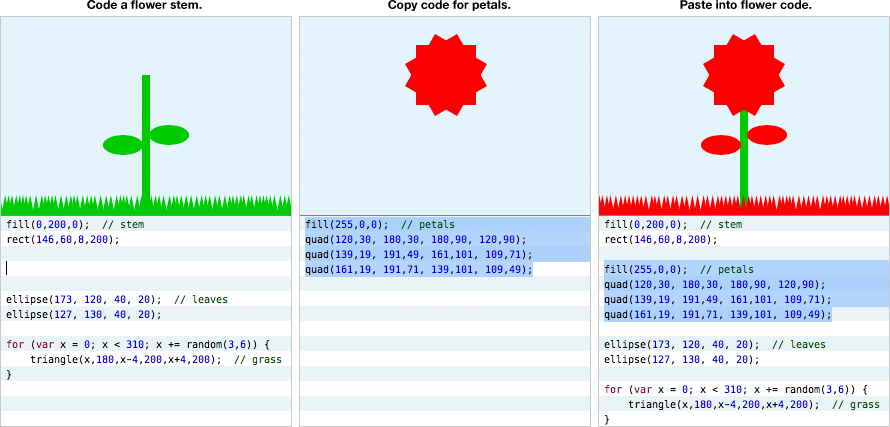 Code a flower stem.
fill(0,200,0);  // stem
rect(146,60,8,200);
ellipse(173, 120, 40, 20);  // leaves
ellipse(127, 130, 40, 20);
for (var x = 0; x < 310; x += random(3,6)) {
    triangle(x,180,x-4,200,x+4,200);  // grass
}
Copy code for petals.
fill(255,0,0);  // petals
quad(120,30, 180,30, 180,90, 120,90);
quad(139,19, 191,49, 161,101, 109,71);
quad(161,19, 191,71, 139,101, 109,49);
Paste into flower code.
fill(0,200,0);  // stem
rect(146,60,8,200);
fill(255,0,0);  // petals
quad(120,30, 180,30, 180,90, 120,90);
quad(139,19, 191,49, 161,101, 109,71);
quad(161,19, 191,71, 139,101, 109,49);
ellipse(173, 120, 40, 20);  // leaves
ellipse(127, 130, 40, 20);
for (var x = 0; x < 310; x += random(3,6)) {
    triangle(x,180,x-4,200,x+4,200);  // grass
}